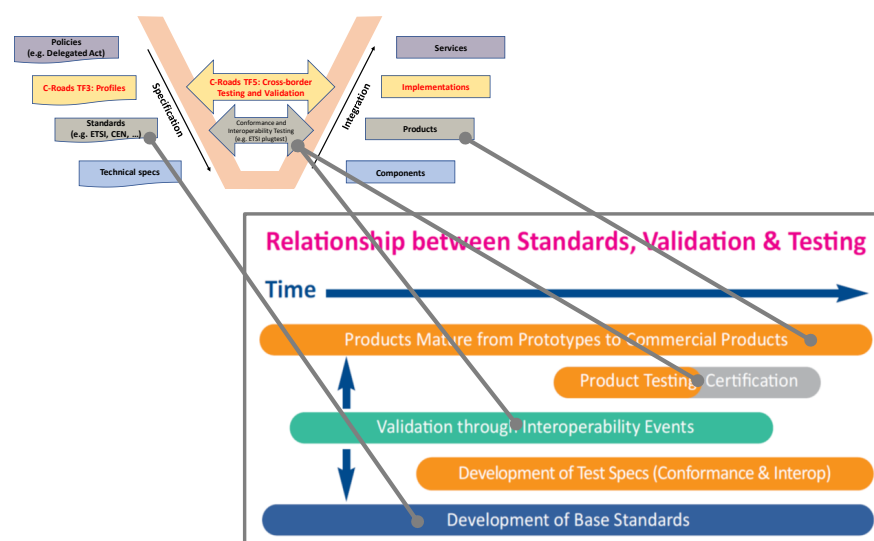 Policies
(e.g. Delegated Act)
Services
C-Roads TF3: Profiles
C-Roads TF5: Cross-border
Testing and Validation
Implementations
Specification
Integration
Standards
(e.g. ETSI, CEN, ...)
Conformance and
Interoperability Testing
(e.g. ETSI plugtest)
Products
Technical specs
Components
Relationship between Standards, Validation & Testing
Time
Products Mature from Prototypes to Commercial Products
Product Testing Certification
Validation through Interoperability Events
Development of Test Specs (Conformance & Interop)
Development of Base Standards